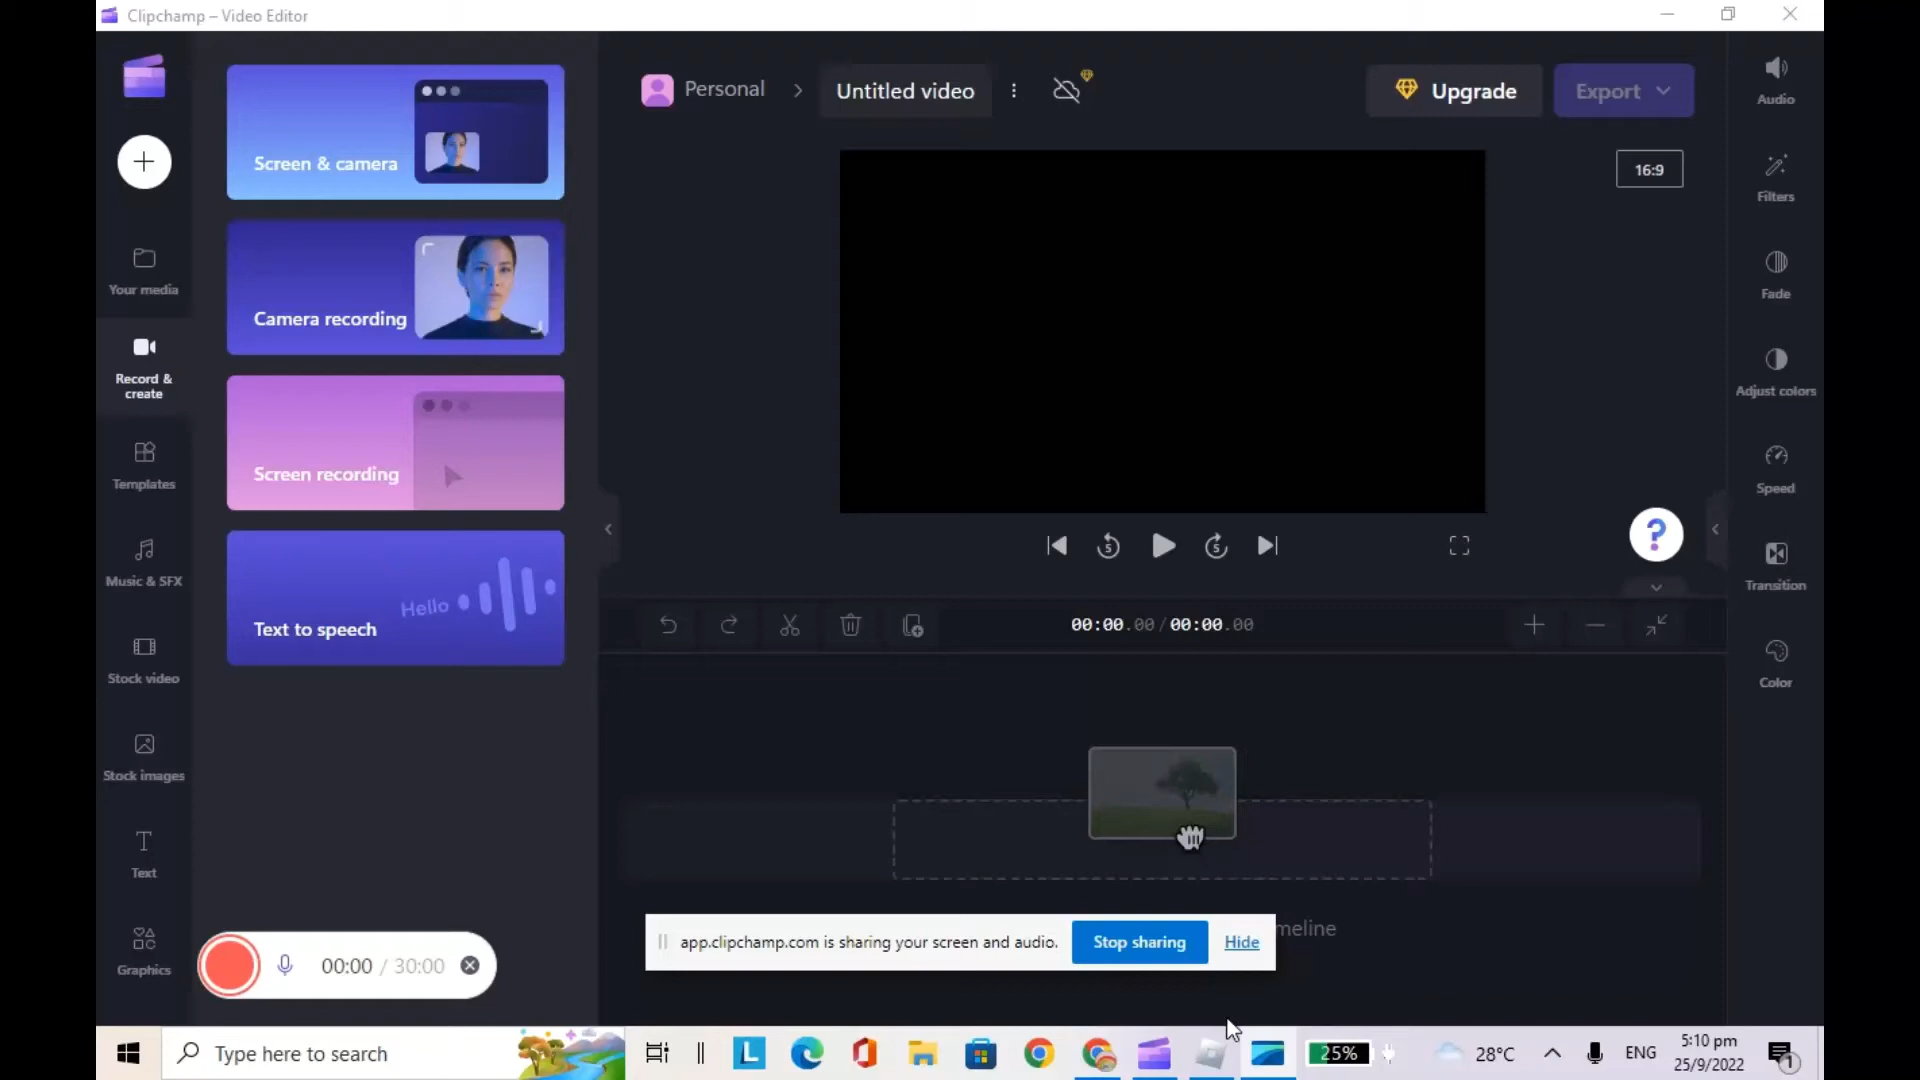 Clipchamp – Video Editor
Screen & camera
Camera recording
Screen recording
Hello
Text to speech
Your media
Record &
create
Templates
Music & SFX
Stock video
Stock images
Text
Graphics
Personal
Untitled video
Upgrade
Export
16:9
5
5
?
00:00.00 / 00:00.00
Audio
Filters
Fade
Adjust colors
Speed
Transition
Color
meline
app.clipchamp.com is sharing your screen and audio.
Stop sharing
Hide
00:00 / 30:00
Type here to search
L
25%
28°C
ENG
5:10 pm
25/9/2022
1